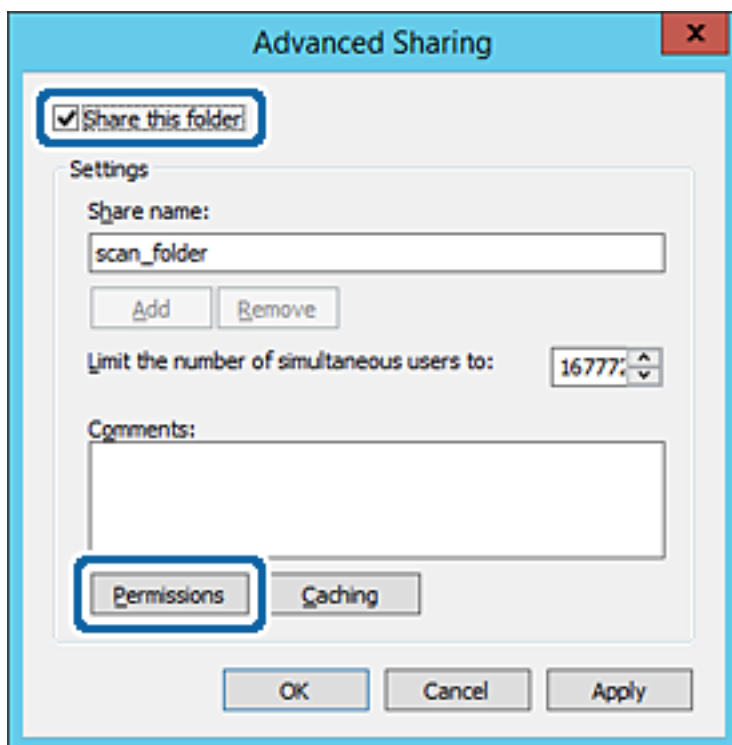 Advanced Sharing
x
Share this folder
Settings
Share name:
scan_folder
Add Remove
Limit the number of simultaneous users to:
Comments:
Permissions Caching
OK Cancel Apply